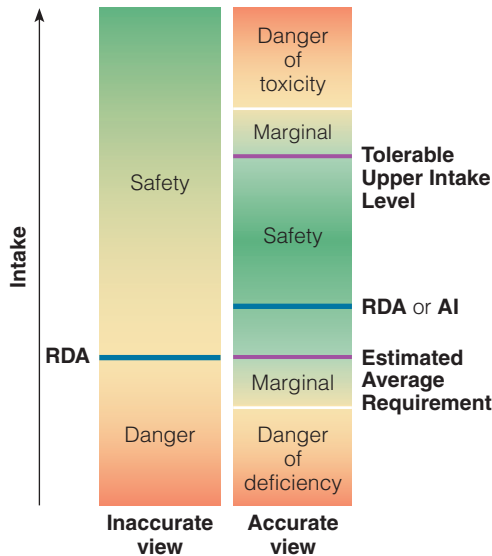 Intake
RDA
Safety
Danger
Inaccurate
view
Danger
of
toxicity
Marginal
Safety
Marginal
Danger
of
deficiency
Accurate
view
Tolerable
Upper Intake
Level
RDA or AI
Estimated
Average
Requirement